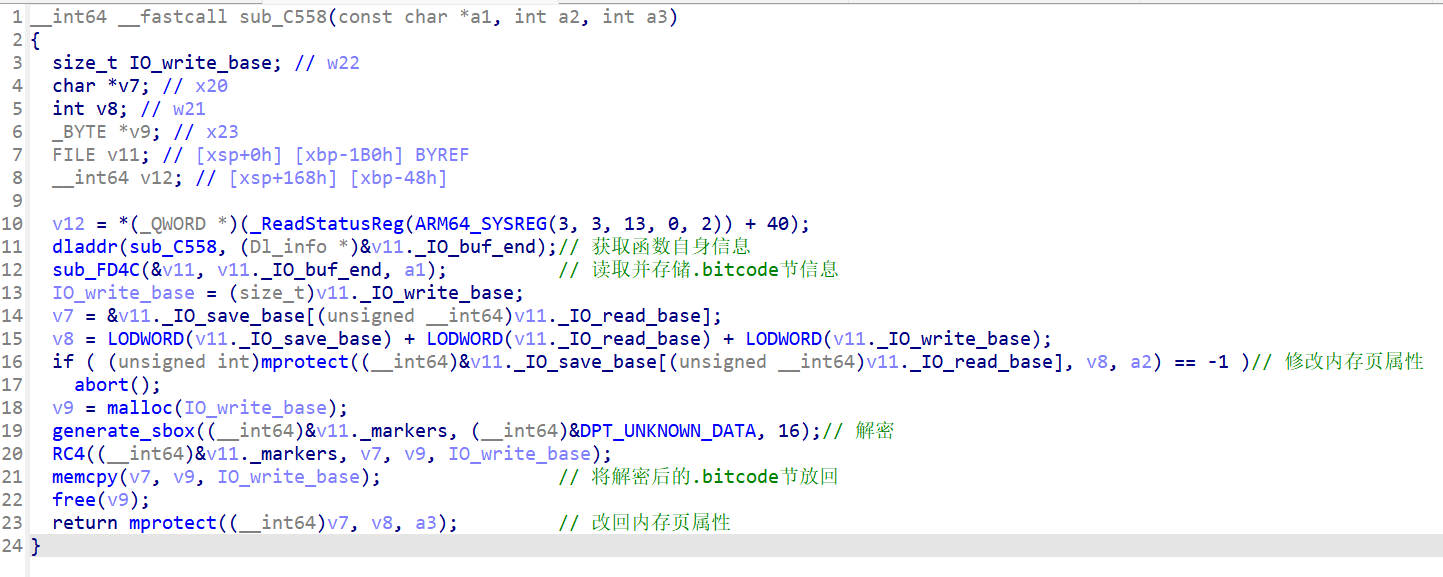 1 __int64 __fastcall sub_C558(const char *a1, int a2, int a3)
2 {
3   size_t IO_write_base; // w22
4   char *v7; // x20
5   int v8; // w21
6   _BYTE *v9; // x23
7   FILE v11; // [xsp+0h] [xbp-1B0h] BYREF
8   __int64 v12; // [xsp+168h] [xbp-48h]
9
10   v12 = *(_QWORD *)(_ReadStatusReg(ARM64_SYSREG(3, 3, 13, 0, 2)) + 40);
11   dladdr(sub_C558, (Dl_info *)&v11._IO_buf_end);// 获取函数自身信息
12   sub_FD4C(&v11, v11._IO_buf_end, a1);          // 读取并存储.bitcode节信息
13   IO_write_base = (size_t)v11._IO_write_base;
14   v7 = &v11._IO_save_base[(unsigned __int64)v11._IO_read_base];
15   v8 = LODWORD(v11._IO_save_base) + LODWORD(v11._IO_read_base) + LODWORD(v11._IO_write_base);
16   if ( (unsigned int)mprotect((__int64)&v11._IO_save_base[(unsigned __int64)v11._IO_read_base], v8, a2) == -1 )// 修改内存页属性
17     abort();
18   v9 = malloc(IO_write_base);
19   generate_sbox((__int64)&v11._markers, (__int64)&DPT_UNKNOWN_DATA, 16);// 解密
20   RC4((__int64)&v11._markers, v7, v9, IO_write_base);
21   memcpy(v7, v9, IO_write_base);                // 将解密后的.bitcode节放回
22   free(v9);
23   return mprotect((__int64)v7, v8, a3);         // 改回内存页属性
24 }